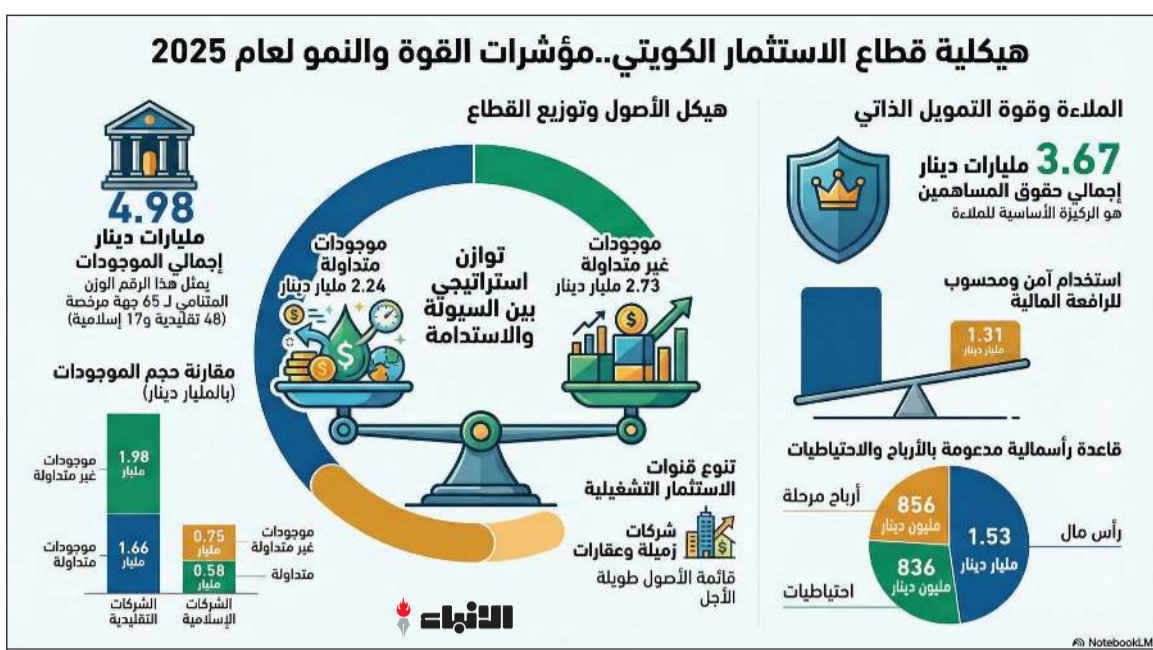 هيكلية قطاع الاستثمار الكويتي..مؤشرات القوة والنمو لعام 2025
الملاءة وقوة التمويل الذاتي
3.67 مليارات دينار
إجمالي حقوق المساهمين
هو الركيزة الأساسية للملاءة
استخدام آمن ومحسوب
للرافعة المالية
1.31
مليار دينار
قاعدة رأسمالية مدعومة بالأرباح والاحتياطيات
رأس مال
1.53
مليار دينار
أرباح مرحلة
856
مليون دينار
احتياطيات
836
مليون دينار
هيكل الأصول وتوزيع القطاع
موجودات
غير متداولة
2.73 مليار دينار
توازن
استراتيجي
بين السيولة
والاستدامة
موجودات
متداولة
2.24 مليار دينار
تنوع قنوات
الاستثمار التشغيلية
شركات
زميلة وعقارات
قائمة الأصول طويلة
الأجل
4.98
مليارات دينار
إجمالي الموجودات
يمثل هذا الرقم الوزن
المتنامي لـ 65 جهة مرخصة
(48 تقليدية و17 إسلامية)
مقارنة حجم الموجودات
(بالمليار دينار)
موجودات
غير متداولة
1.98
مليار
موجودات
متداولة
1.66
مليار
الشركات
التقليدية
موجودات
غير متداولة
0.75
مليار
متداولة
0.58
مليار
الشركات
الإسلامية
الأنباء
NotebookLM